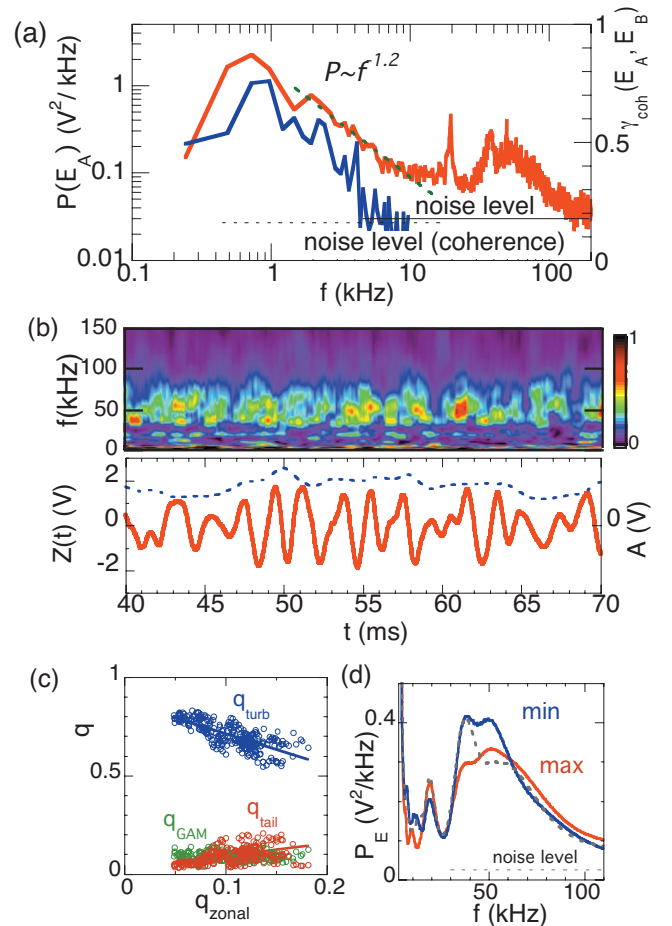 (a)
P~f^1.2
P(E_A) (V²/ kHz)
1
0.1
0.01
1
0.5
0
γ_coh(E_A, E_B)
noise level
noise level (coherence)
0.1 1 10 100
f (kHz)
(b)
150
100
50
0
f(kHz)
1
0
2
0
-2
Z(t) (V)
0
A (V)
40 45 50 55 60 65 70
t (ms)
(c)
1
0.5
0
q
q_turb
q_GAM
q_tail
0 0.1 0.2
q_zonal
(d)
0.4
0
P_E (V²/kHz)
min
max
noise level
50 100
f (kHz)